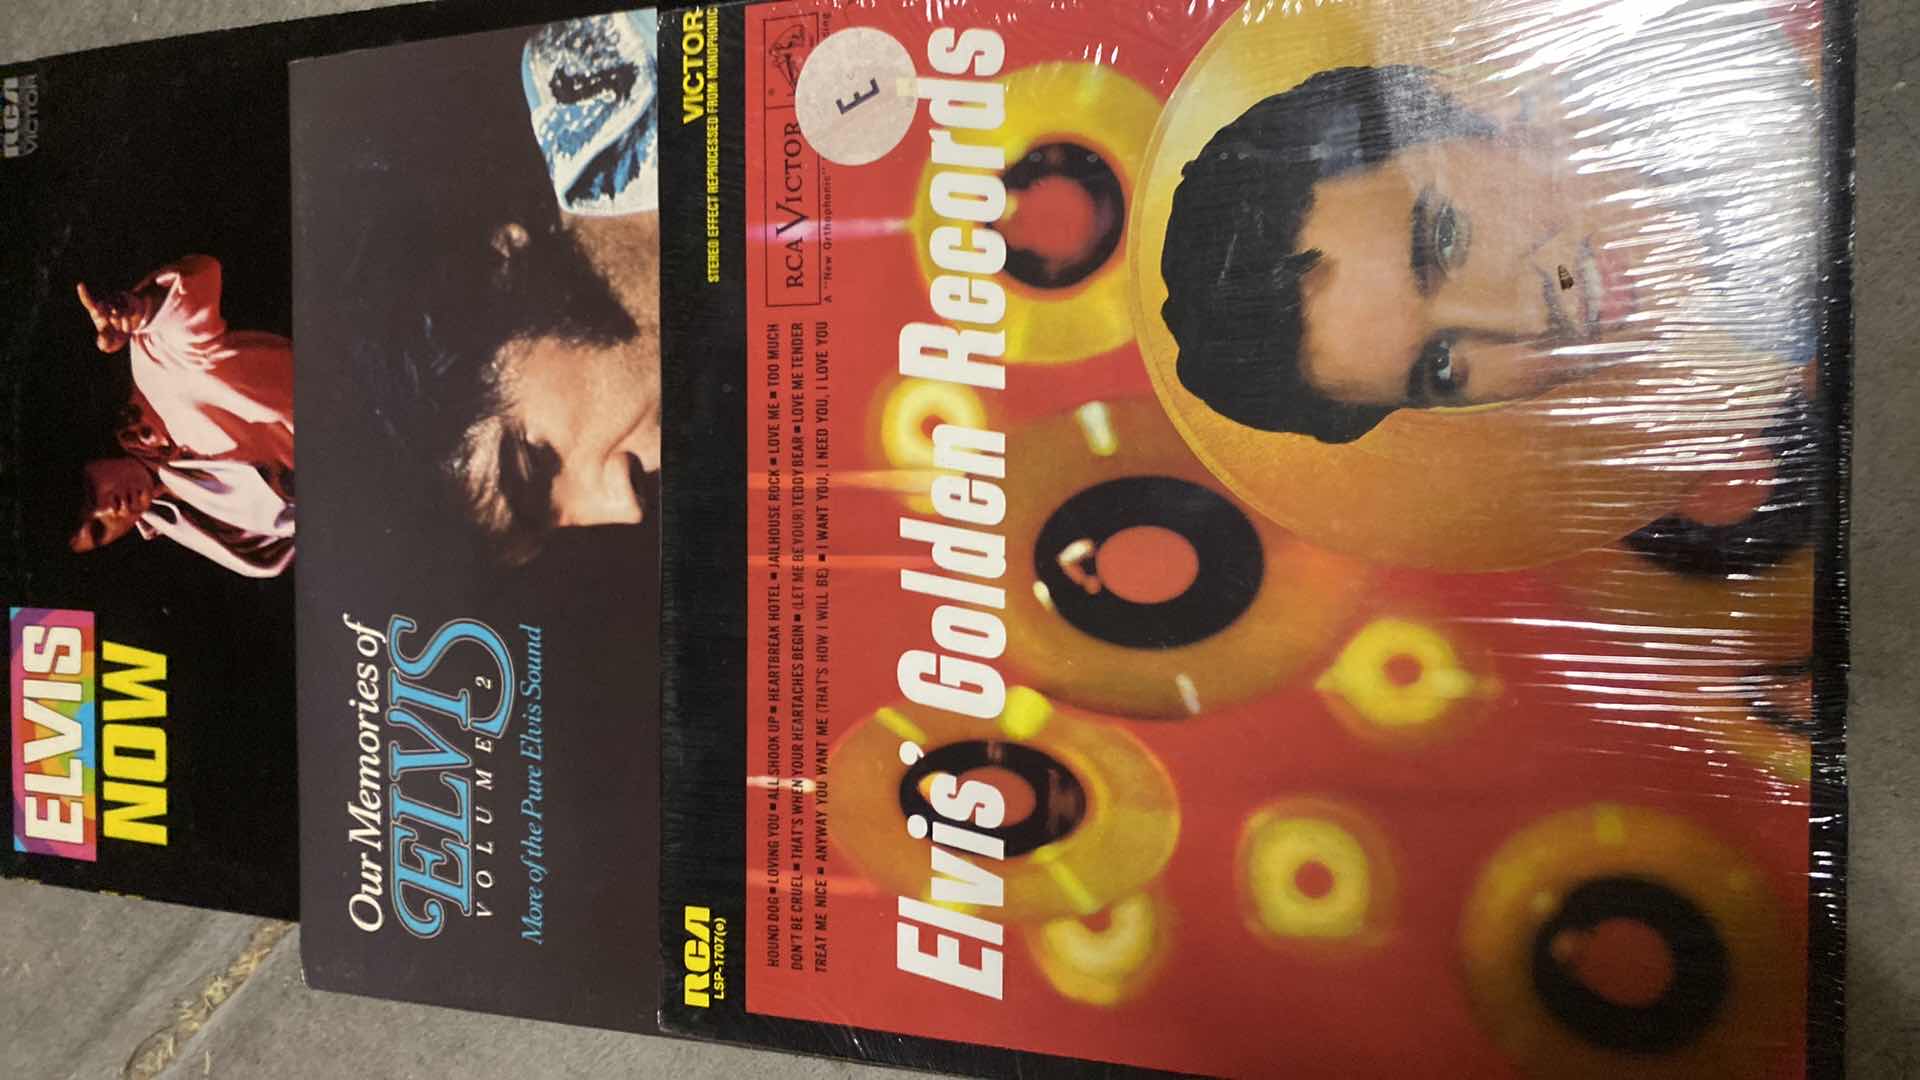 RCA
VICTOR
ELVIS
NOW
Our Memories of
ELVIS
VOLUME 2
More of the Pure Elvis Sound
RCA
VICTOR
LSP-1707(e)
STEREO EFFECT REPROCESSED FROM MONOPHONIC
HOUND DOG ■ LOVING YOU ■ ALL SHOOK UP ■ HEARTBREAK HOTEL ■ JAILHOUSE ROCK ■ LOVE ME ■ TOO MUCH
DON'T BE CRUEL ■ THAT'S WHEN YOUR HEARTACHES BEGIN ■ (LET ME BE YOUR) TEDDY BEAR ■ LOVE ME TENDER
TREAT ME NICE ■ ANYWAY YOU WANT ME (THAT'S HOW I WILL BE) ■ I WANT YOU, I NEED YOU, I LOVE YOU
RCA VICTOR
A "New Orthophonic"
E
Elvis' Golden Records